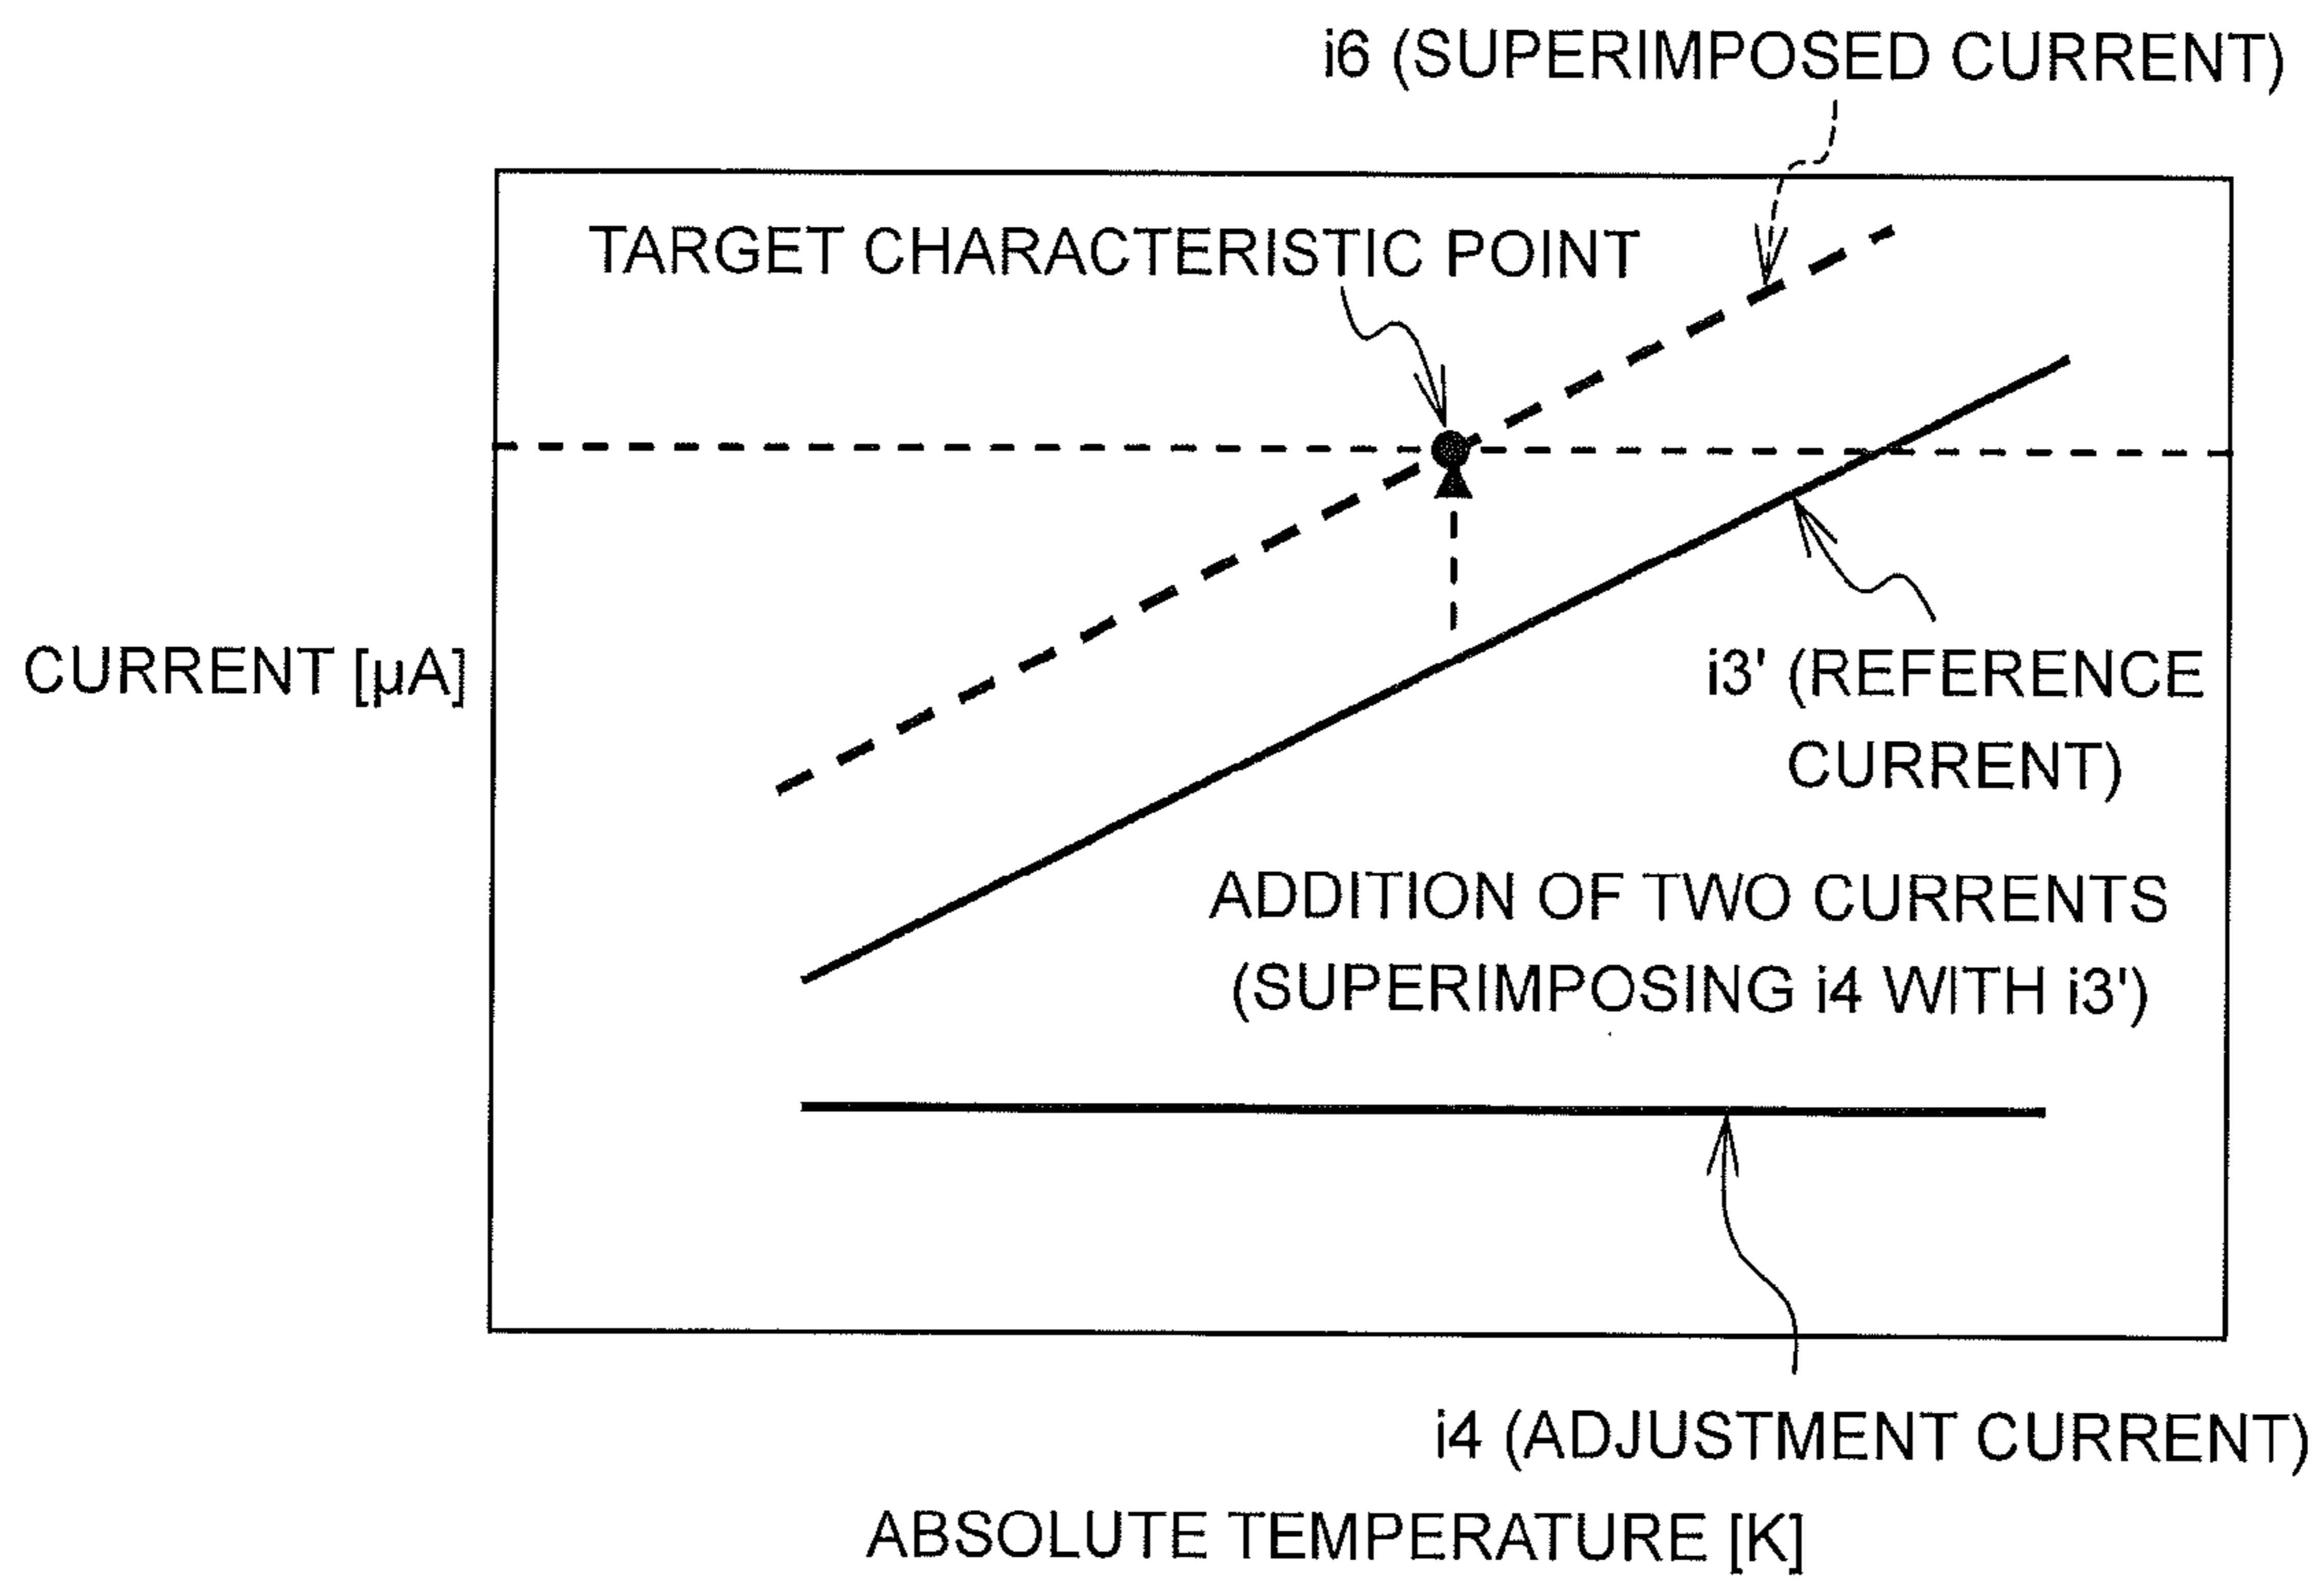 i6 (SUPERIMPOSED CURRENT)
TARGET CHARACTERISTIC POINT
CURRENT [µA]
i3' (REFERENCE
CURRENT)
ADDITION OF TWO CURRENTS
(SUPERIMPOSING i4 WITH i3')
i4 (ADJUSTMENT CURRENT)
ABSOLUTE TEMPERATURE [K]